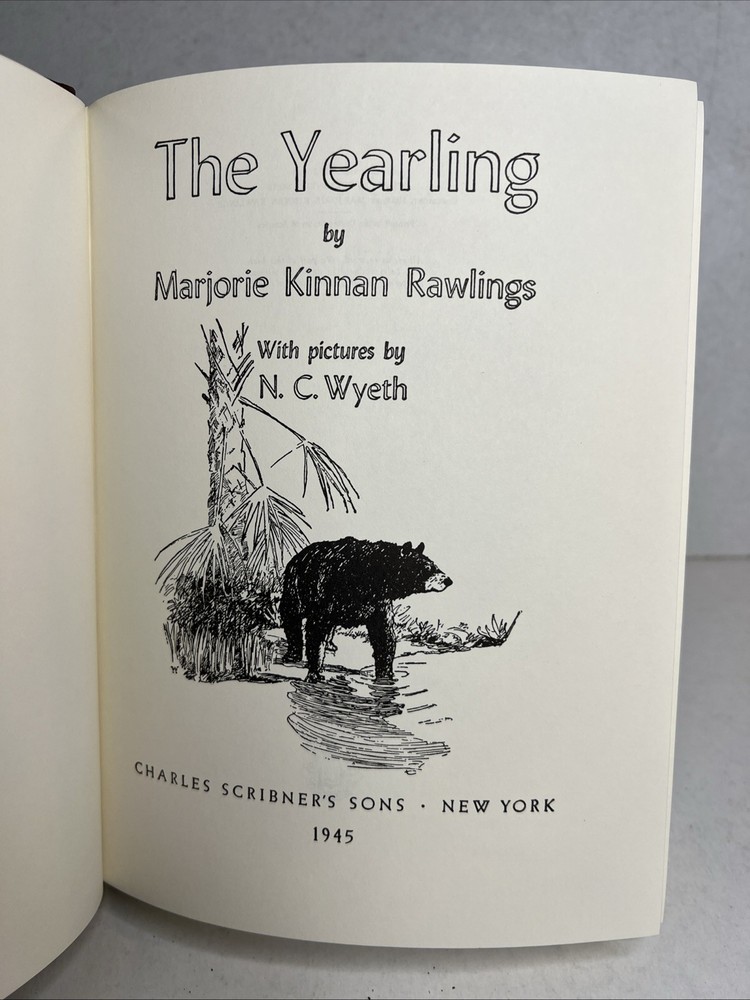 The Yearling
by
Marjorie Kinnan Rawlings
With pictures by
N. C. Wyeth
CHARLES SCRIBNER'S SONS · NEW YORK
1945